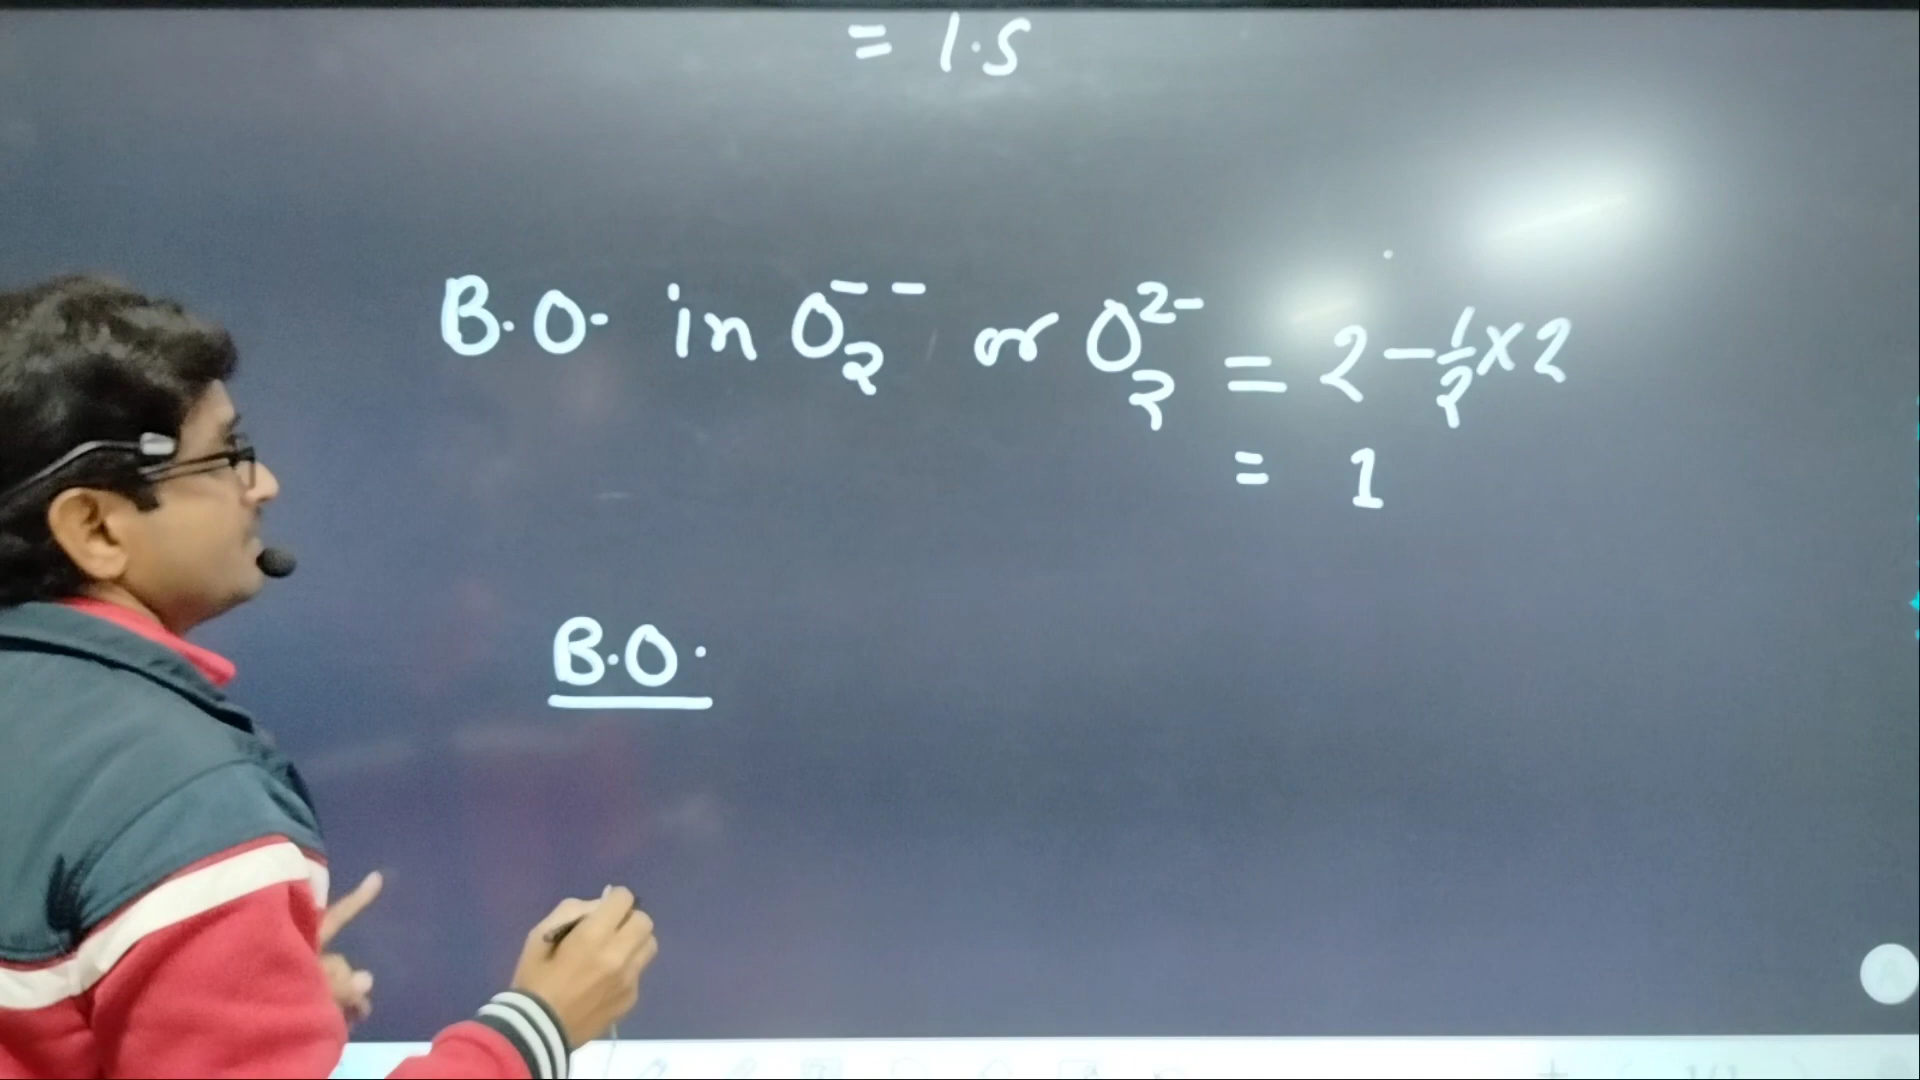 = 1.5
B.O. in O₂⁻⁻ or O₂²⁻ = 2 - 1/2 x 2
= 1
B.O.